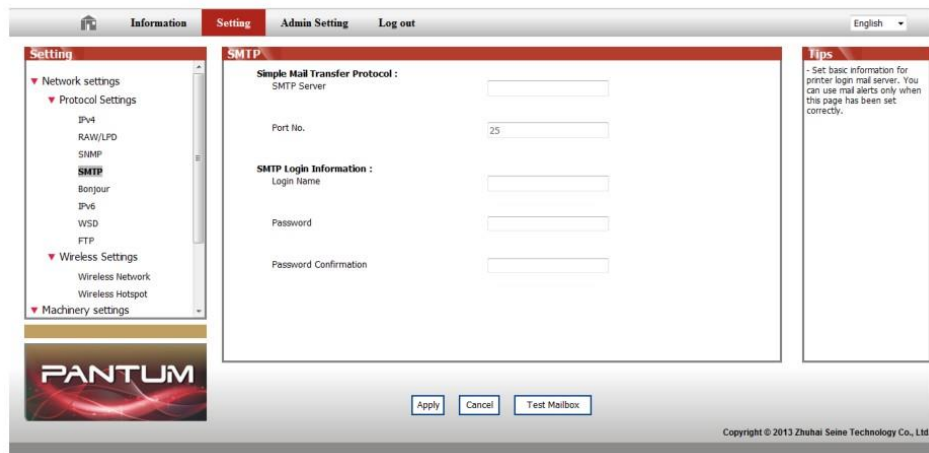 Information Setting Admin Setting Log out English
Setting
Network settings
Protocol Settings
IPv4
RAW/LPD
SNMP
SMTP
Bonjour
IPv6
WSD
FTP
Wireless Settings
Wireless Network
Wireless Hotspot
Machinery settings
PANTUM
SMTP
Simple Mail Transfer Protocol :
SMTP Server
Port No. 25
SMTP Login Information :
Login Name
Password
Password Confirmation
Apply Cancel Test Mailbox
Tips
- Set basic information for
printer login mail server. You
can use mail alerts only when
this page has been set
correctly.
Copyright © 2013 Zhuhai Seine Technology Co., Ltd